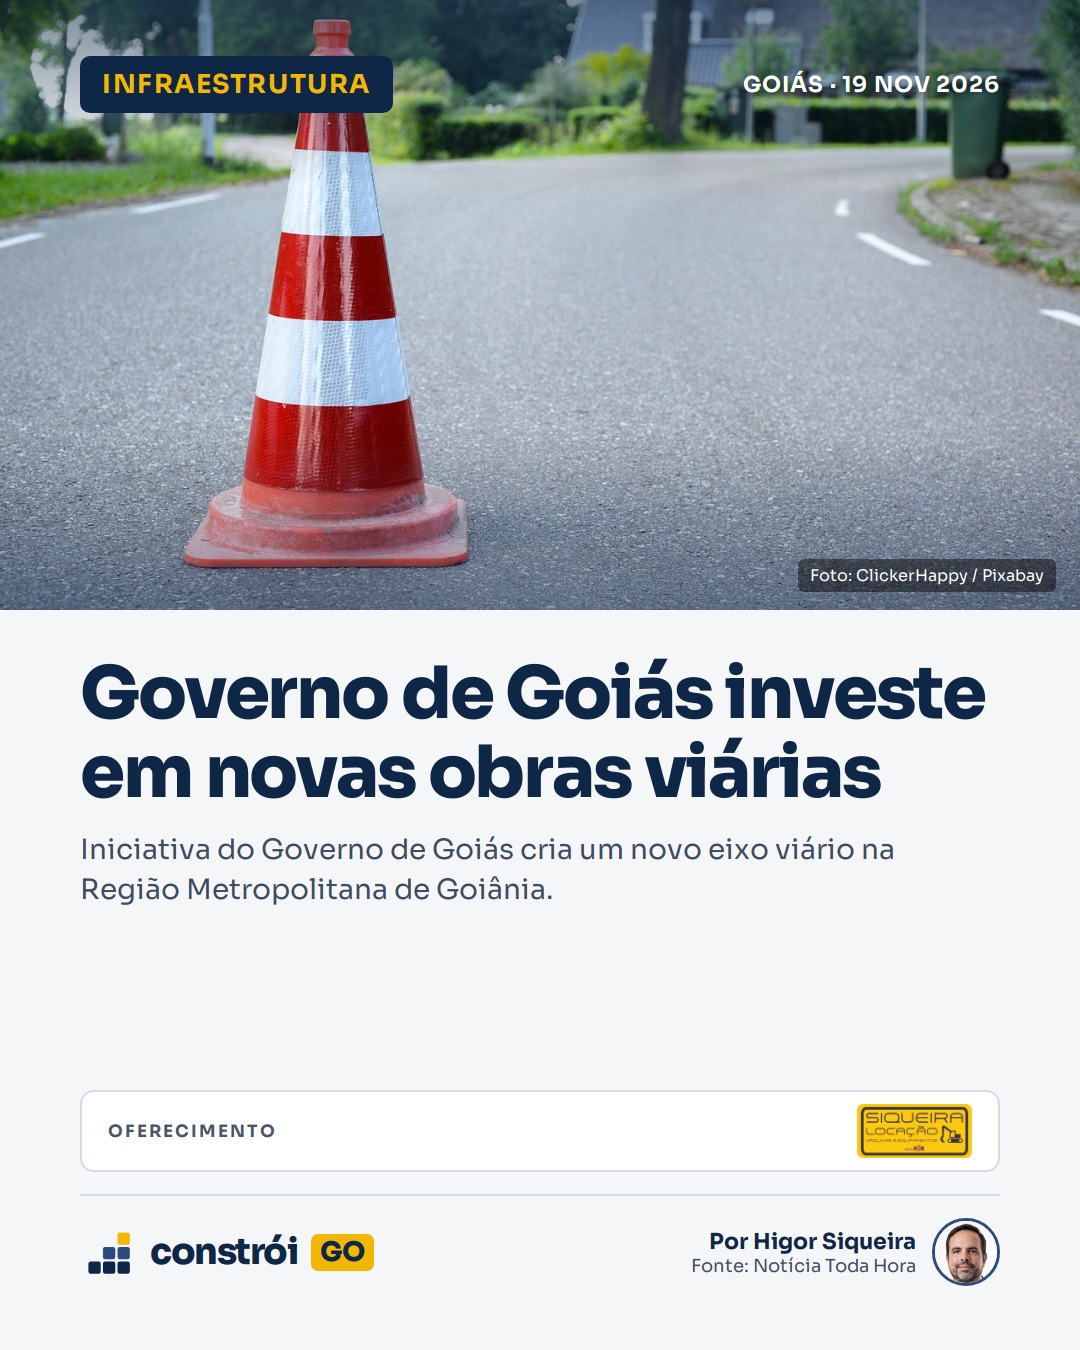 INFRAESTRUTURA
GOIÁS · 19 NOV 2026
Foto: ClickerHappy / Pixabay
Governo de Goiás investe
em novas obras viárias
Iniciativa do Governo de Goiás cria um novo eixo viário na
Região Metropolitana de Goiânia.
OFERECIMENTO
SIQUEIRA
LOCAÇÃO
MÁQUINAS E EQUIPAMENTOS
constrói GO
Por Higor Siqueira
Fonte: Notícia Toda Hora